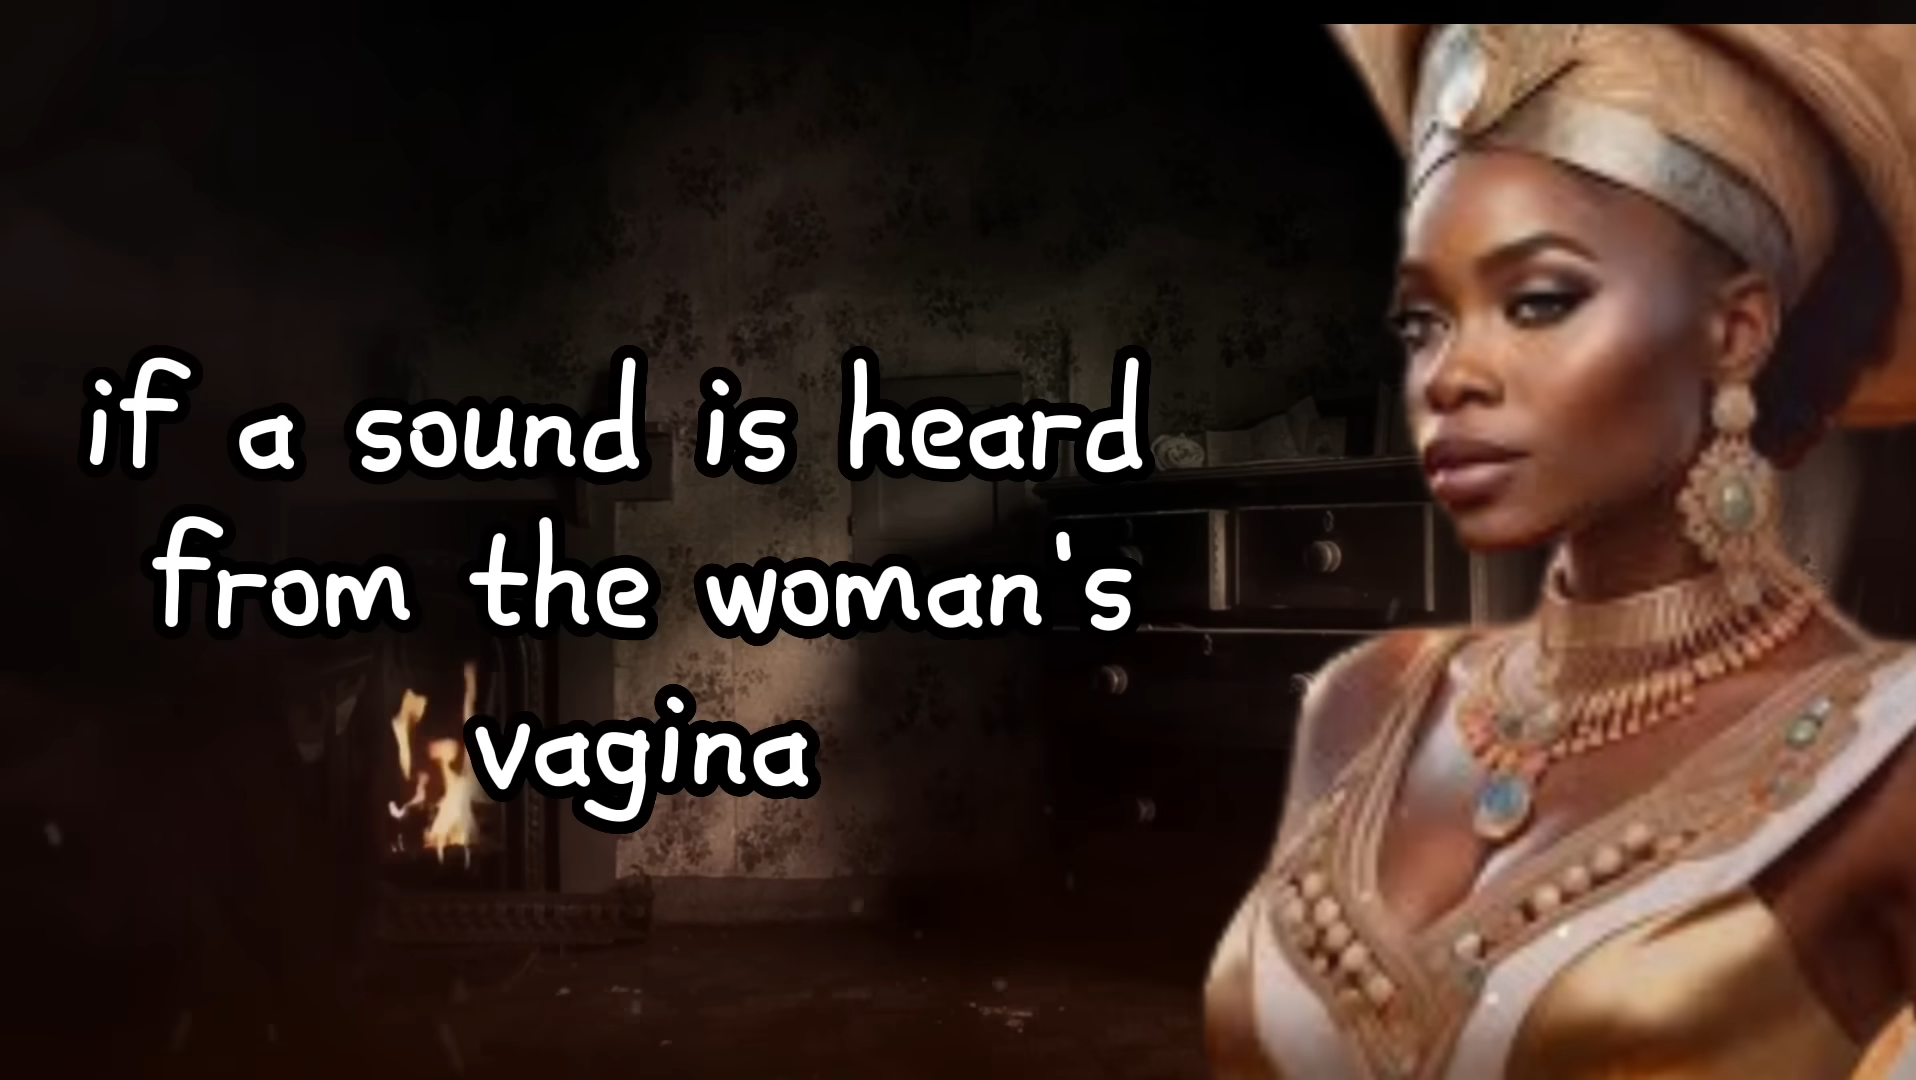 if a sound is heard
from the woman's
vagina